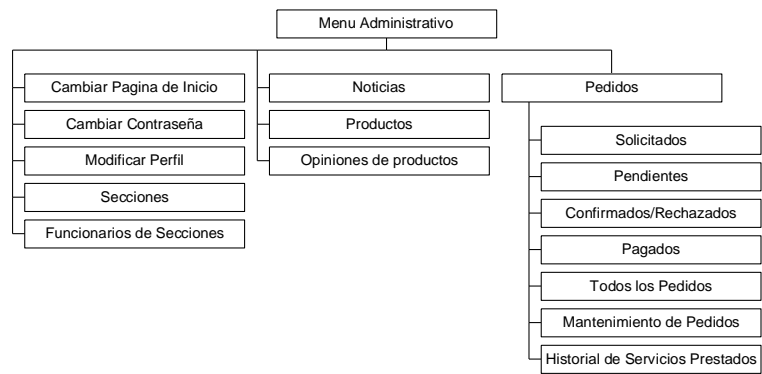 Menu Administrativo
Cambiar Pagina de Inicio
Cambiar Contraseña
Modificar Perfil
Secciones
Funcionarios de Secciones
Noticias
Productos
Opiniones de productos
Pedidos
Solicitados
Pendientes
Confirmados/Rechazados
Pagados
Todos los Pedidos
Mantenimiento de Pedidos
Historial de Servicios Prestados